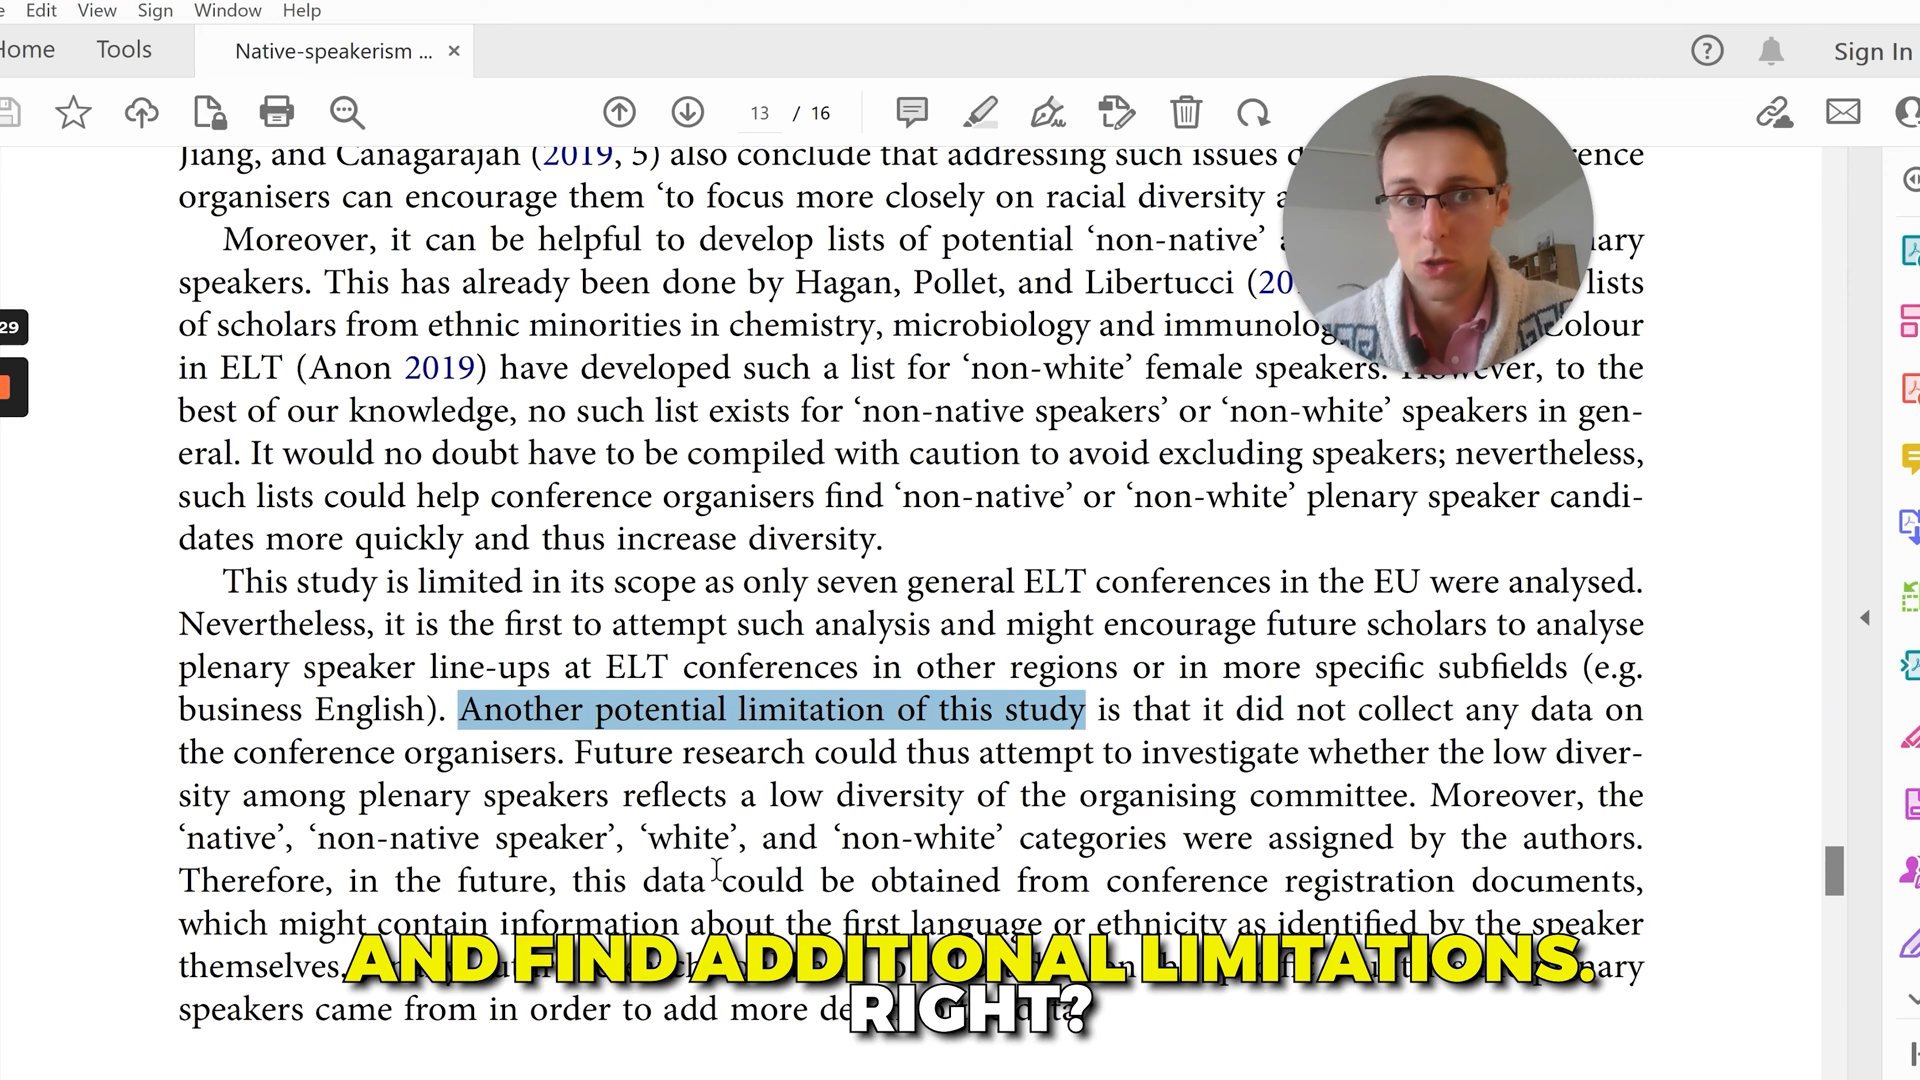 Edit View Sign Window Help
Home Tools Native-speakerism ... × Sign In
13 / 16
Jiang, and Canagarajah (2019, 5) also conclude that addressing such issues
organisers can encourage them ‘to focus more closely on racial diversity
Moreover, it can be helpful to develop lists of potential ‘non-native’
speakers. This has already been done by Hagan, Pollet, and Libertucci (20 lists
29
of scholars from ethnic minorities in chemistry, microbiology and Colour
in ELT (Anon 2019) have developed such a list for ‘non-white’ female speakers. However, to the
best of our knowledge, no such list exists for ‘non-native speakers’ or ‘non-white’ speakers in gen-
eral. It would no doubt have to be compiled with caution to avoid excluding speakers; nevertheless,
such lists could help conference organisers find ‘non-native’ or ‘non-white’ plenary speaker candi-
dates more quickly and thus increase diversity.
This study is limited in its scope as only seven general ELT conferences in the EU were analysed.
Nevertheless, it is the first to attempt such analysis and might encourage future scholars to analyse
plenary speaker line-ups at ELT conferences in other regions or in more specific subfields (e.g.
business English). Another potential limitation of this study is that it did not collect any data on
the conference organisers. Future research could thus attempt to investigate whether the low diver-
sity among plenary speakers reflects a low diversity of the organising committee. Moreover, the
‘native’, ‘non-native speaker’, ‘white’, and ‘non-white’ categories were assigned by the authors.
Therefore, in the future, this data could be obtained from conference registration documents,
which might contain information about the first language or ethnicity as identified by the speaker
themselves.
speakers came from in order to add more
AND FIND ADDITIONAL LIMITATIONS.
RIGHT?